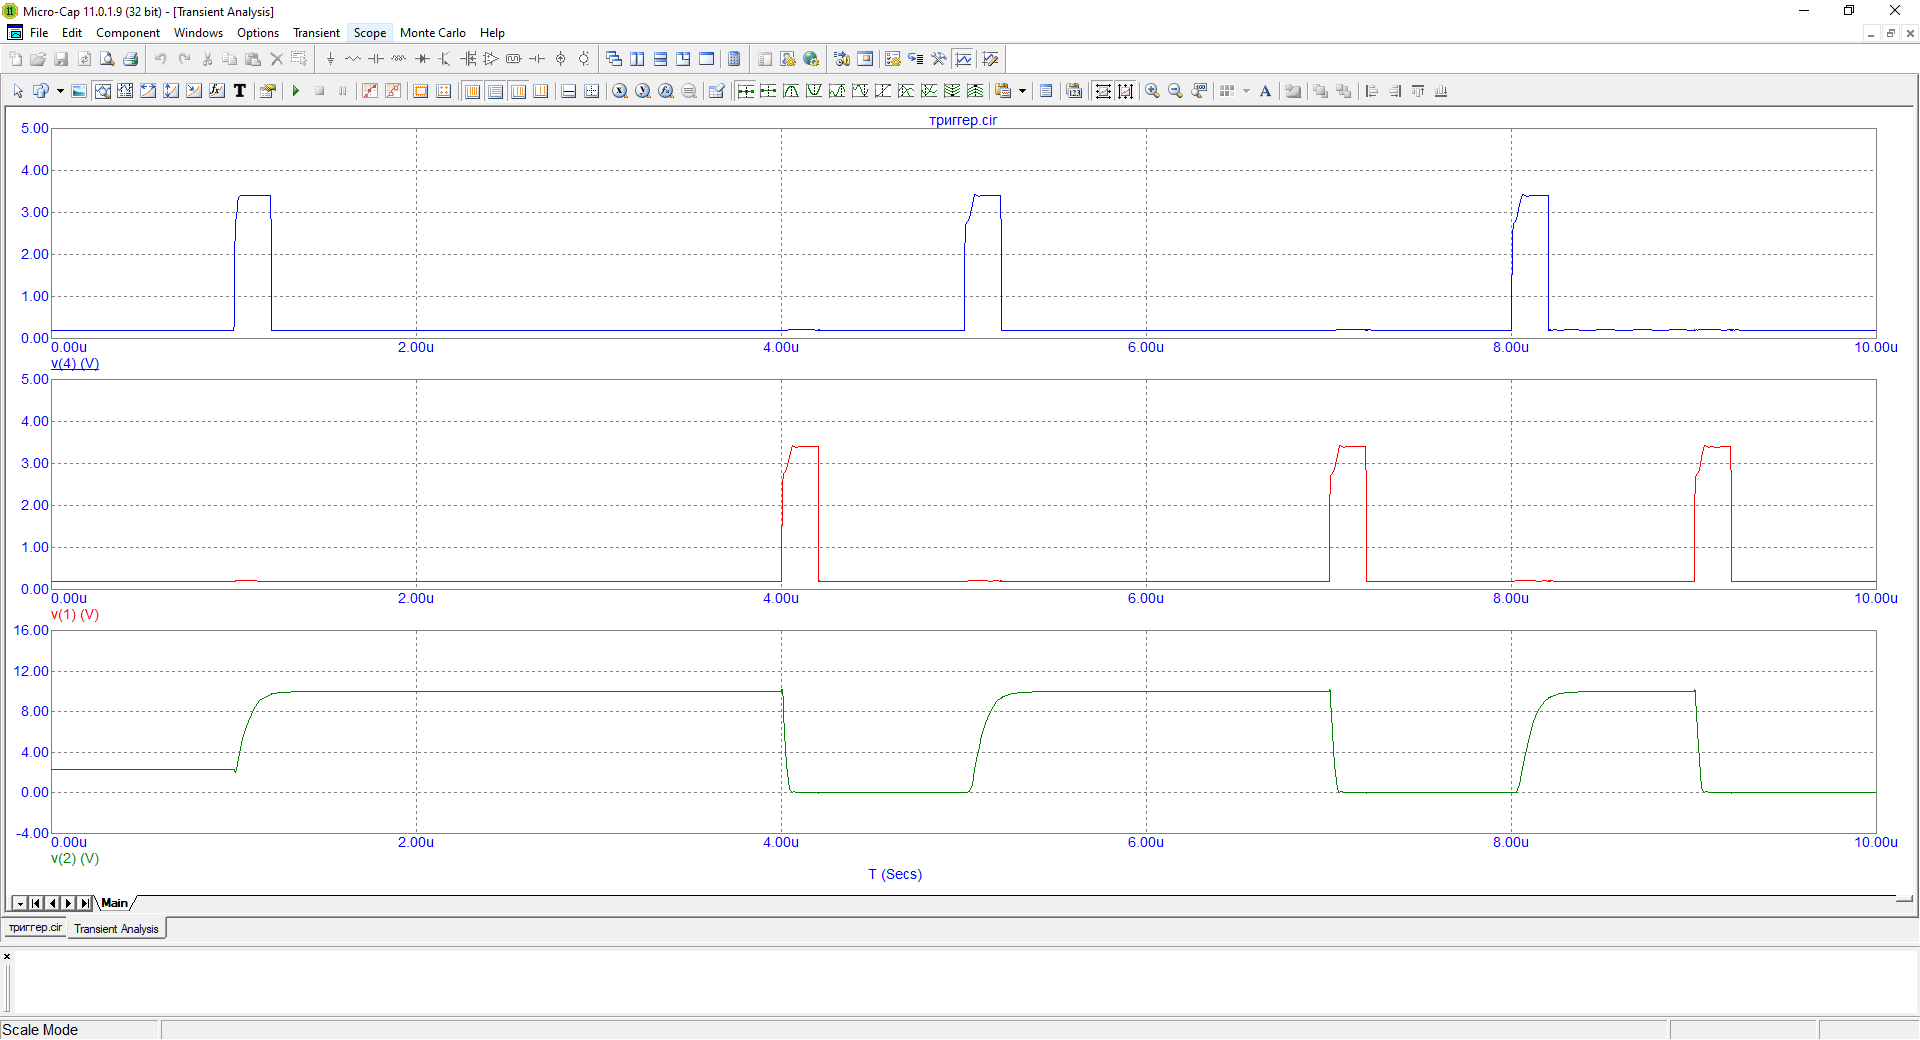 Micro-Cap 11.0.1.9 (32 bit) - [Transient Analysis]
File Edit Component Windows Options Transient Scope Monte Carlo Help
триггер.cir
5.00
4.00
3.00
2.00
1.00
0.00
0.00u 2.00u 4.00u 6.00u 8.00u 10.00u
v(4) (V)
5.00
4.00
3.00
2.00
1.00
0.00
0.00u 2.00u 4.00u 6.00u 8.00u 10.00u
v(1) (V)
16.00
12.00
8.00
4.00
0.00
-4.00
0.00u 2.00u 4.00u 6.00u 8.00u 10.00u
v(2) (V)
T (Secs)
Main
триггер.cir Transient Analysis
Scale Mode